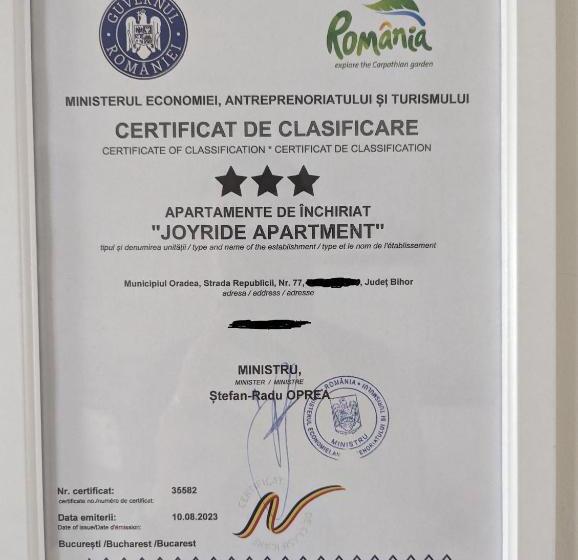 GUVERNUL
ROMÂNIEI
România
explore the Carpathian garden
MINISTERUL ECONOMIEI, ANTREPRENORIATULUI ȘI TURISMULUI
CERTIFICAT DE CLASIFICARE
CERTIFICATE OF CLASSIFICATION * CERTIFICAT DE CLASSIFICATION
APARTAMENTE DE ÎNCHIRIAT
"JOYRIDE APARTMENT"
tipul și denumirea unității / type and name of the establishment / type et le nom de l'établissement
Municipiul Oradea, Strada Republicii, Nr. 77, , Județ Bihor
adresa / address / adresse
MINISTRU,
MINISTER / MINISTRE
Ștefan-Radu OPREA
ROMÂNIA
MINISTRU
CERTIFICAT
DE CLASIFICARE
Nr. certificat: 35582
certificate no./numéro de certificat:
Data emiterii: 10.08.2023
Date of issue/Date d'émission:
București /Bucharest /Bucarest